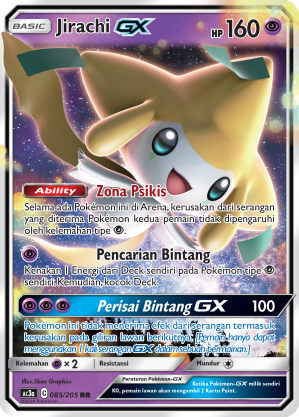 BASIC Jirachi GX HP 160
Ability Zona Psikis
Selama ada Pokémon ini di Arena, kerusakan dari serangan
yang diterima Pokémon kedua pemain tidak dipengaruhi
oleh kelemahan tipe
Pencarian Bintang
Kenakan 1 Energi dari Deck sendiri pada Pokémon tipe
sendiri Kemudian, kocok Deck.
Perisai Bintang GX 100
Pokémon ini tidak menerima efek dari serangan termasuk
kerusakan pada giliran lawan berikutnya. [Pemain hanya dapat
menggunakan 1 kali serangan GX dalam sebuah permainan.]
Kelemahan ×2 Resistansi Mundur
Illus.5ban Graphics
Peraturan Pokémon-GX
Ketika Pokémon-GX milik sendiri
KO, pemain lawan akan mengambil 2 Kartu Point.
085/205 RR